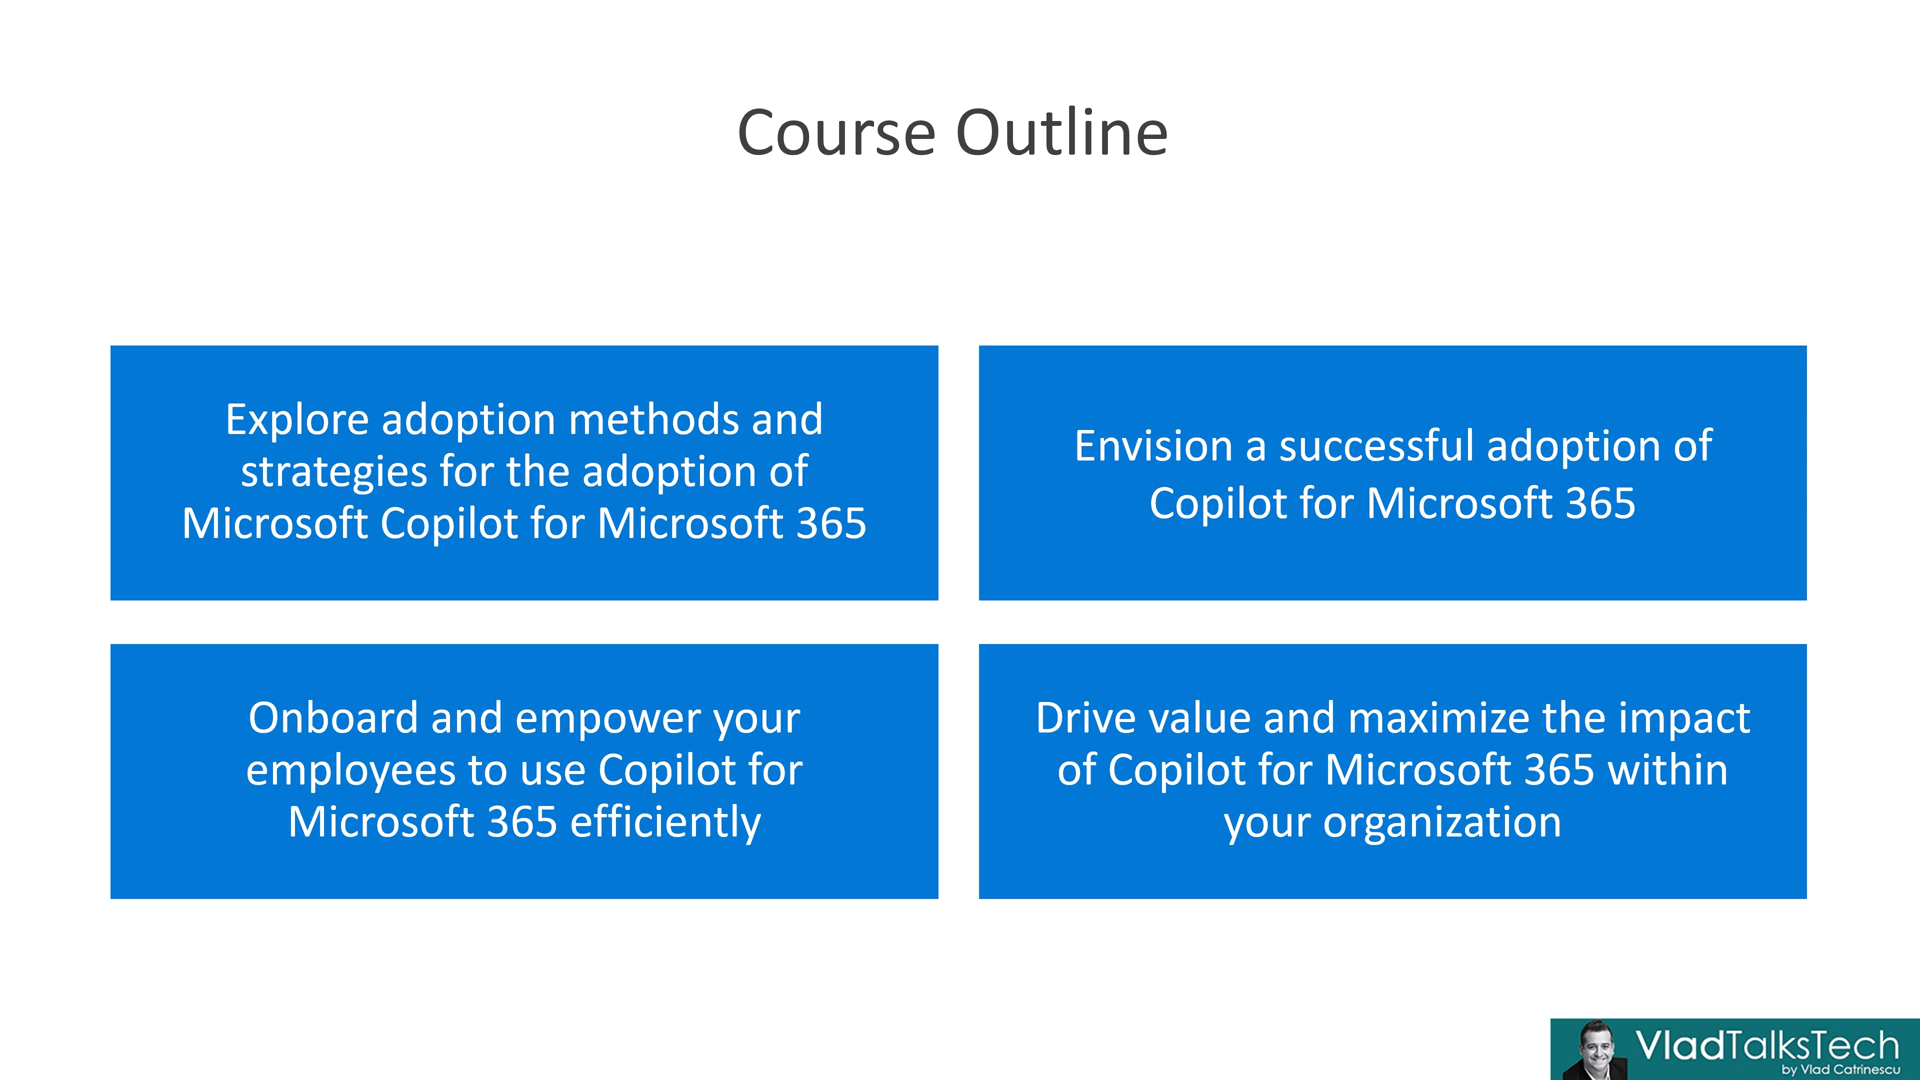 Course Outline
Explore adoption methods and
strategies for the adoption of
Microsoft Copilot for Microsoft 365
Envision a successful adoption of
Copilot for Microsoft 365
Onboard and empower your
employees to use Copilot for
Microsoft 365 efficiently
Drive value and maximize the impact
of Copilot for Microsoft 365 within
your organization
VladTalksTech
by Vlad Catrinescu